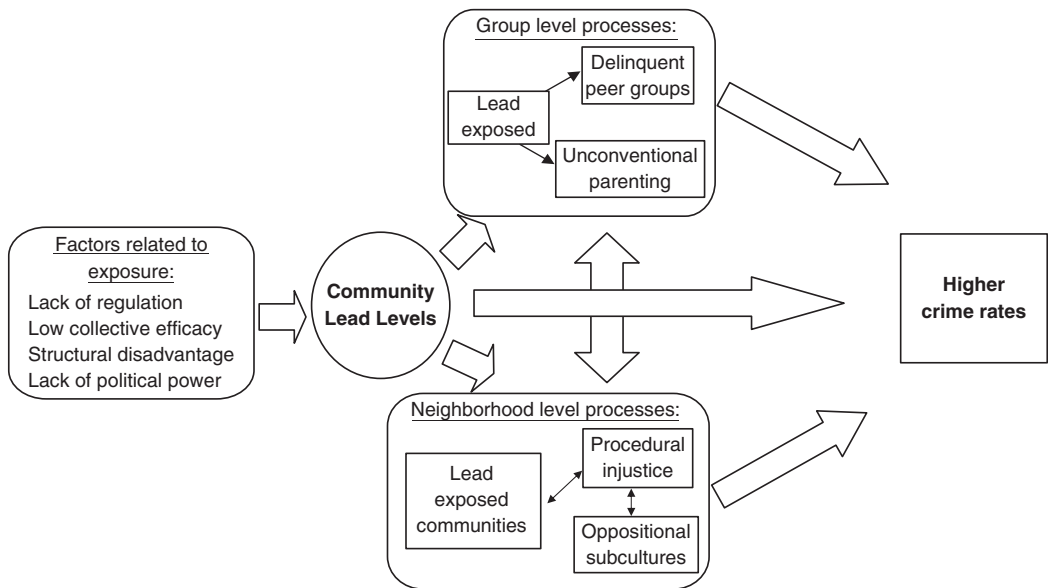 Group level processes:
Delinquent
peer groups
Lead
exposed
Unconventional
parenting
Factors related to
exposure:
Lack of regulation
Low collective efficacy
Structural disadvantage
Lack of political power
Community
Lead Levels
Higher
crime rates
Neighborhood level processes:
Procedural
injustice
Lead
exposed
communities
Oppositional
subcultures